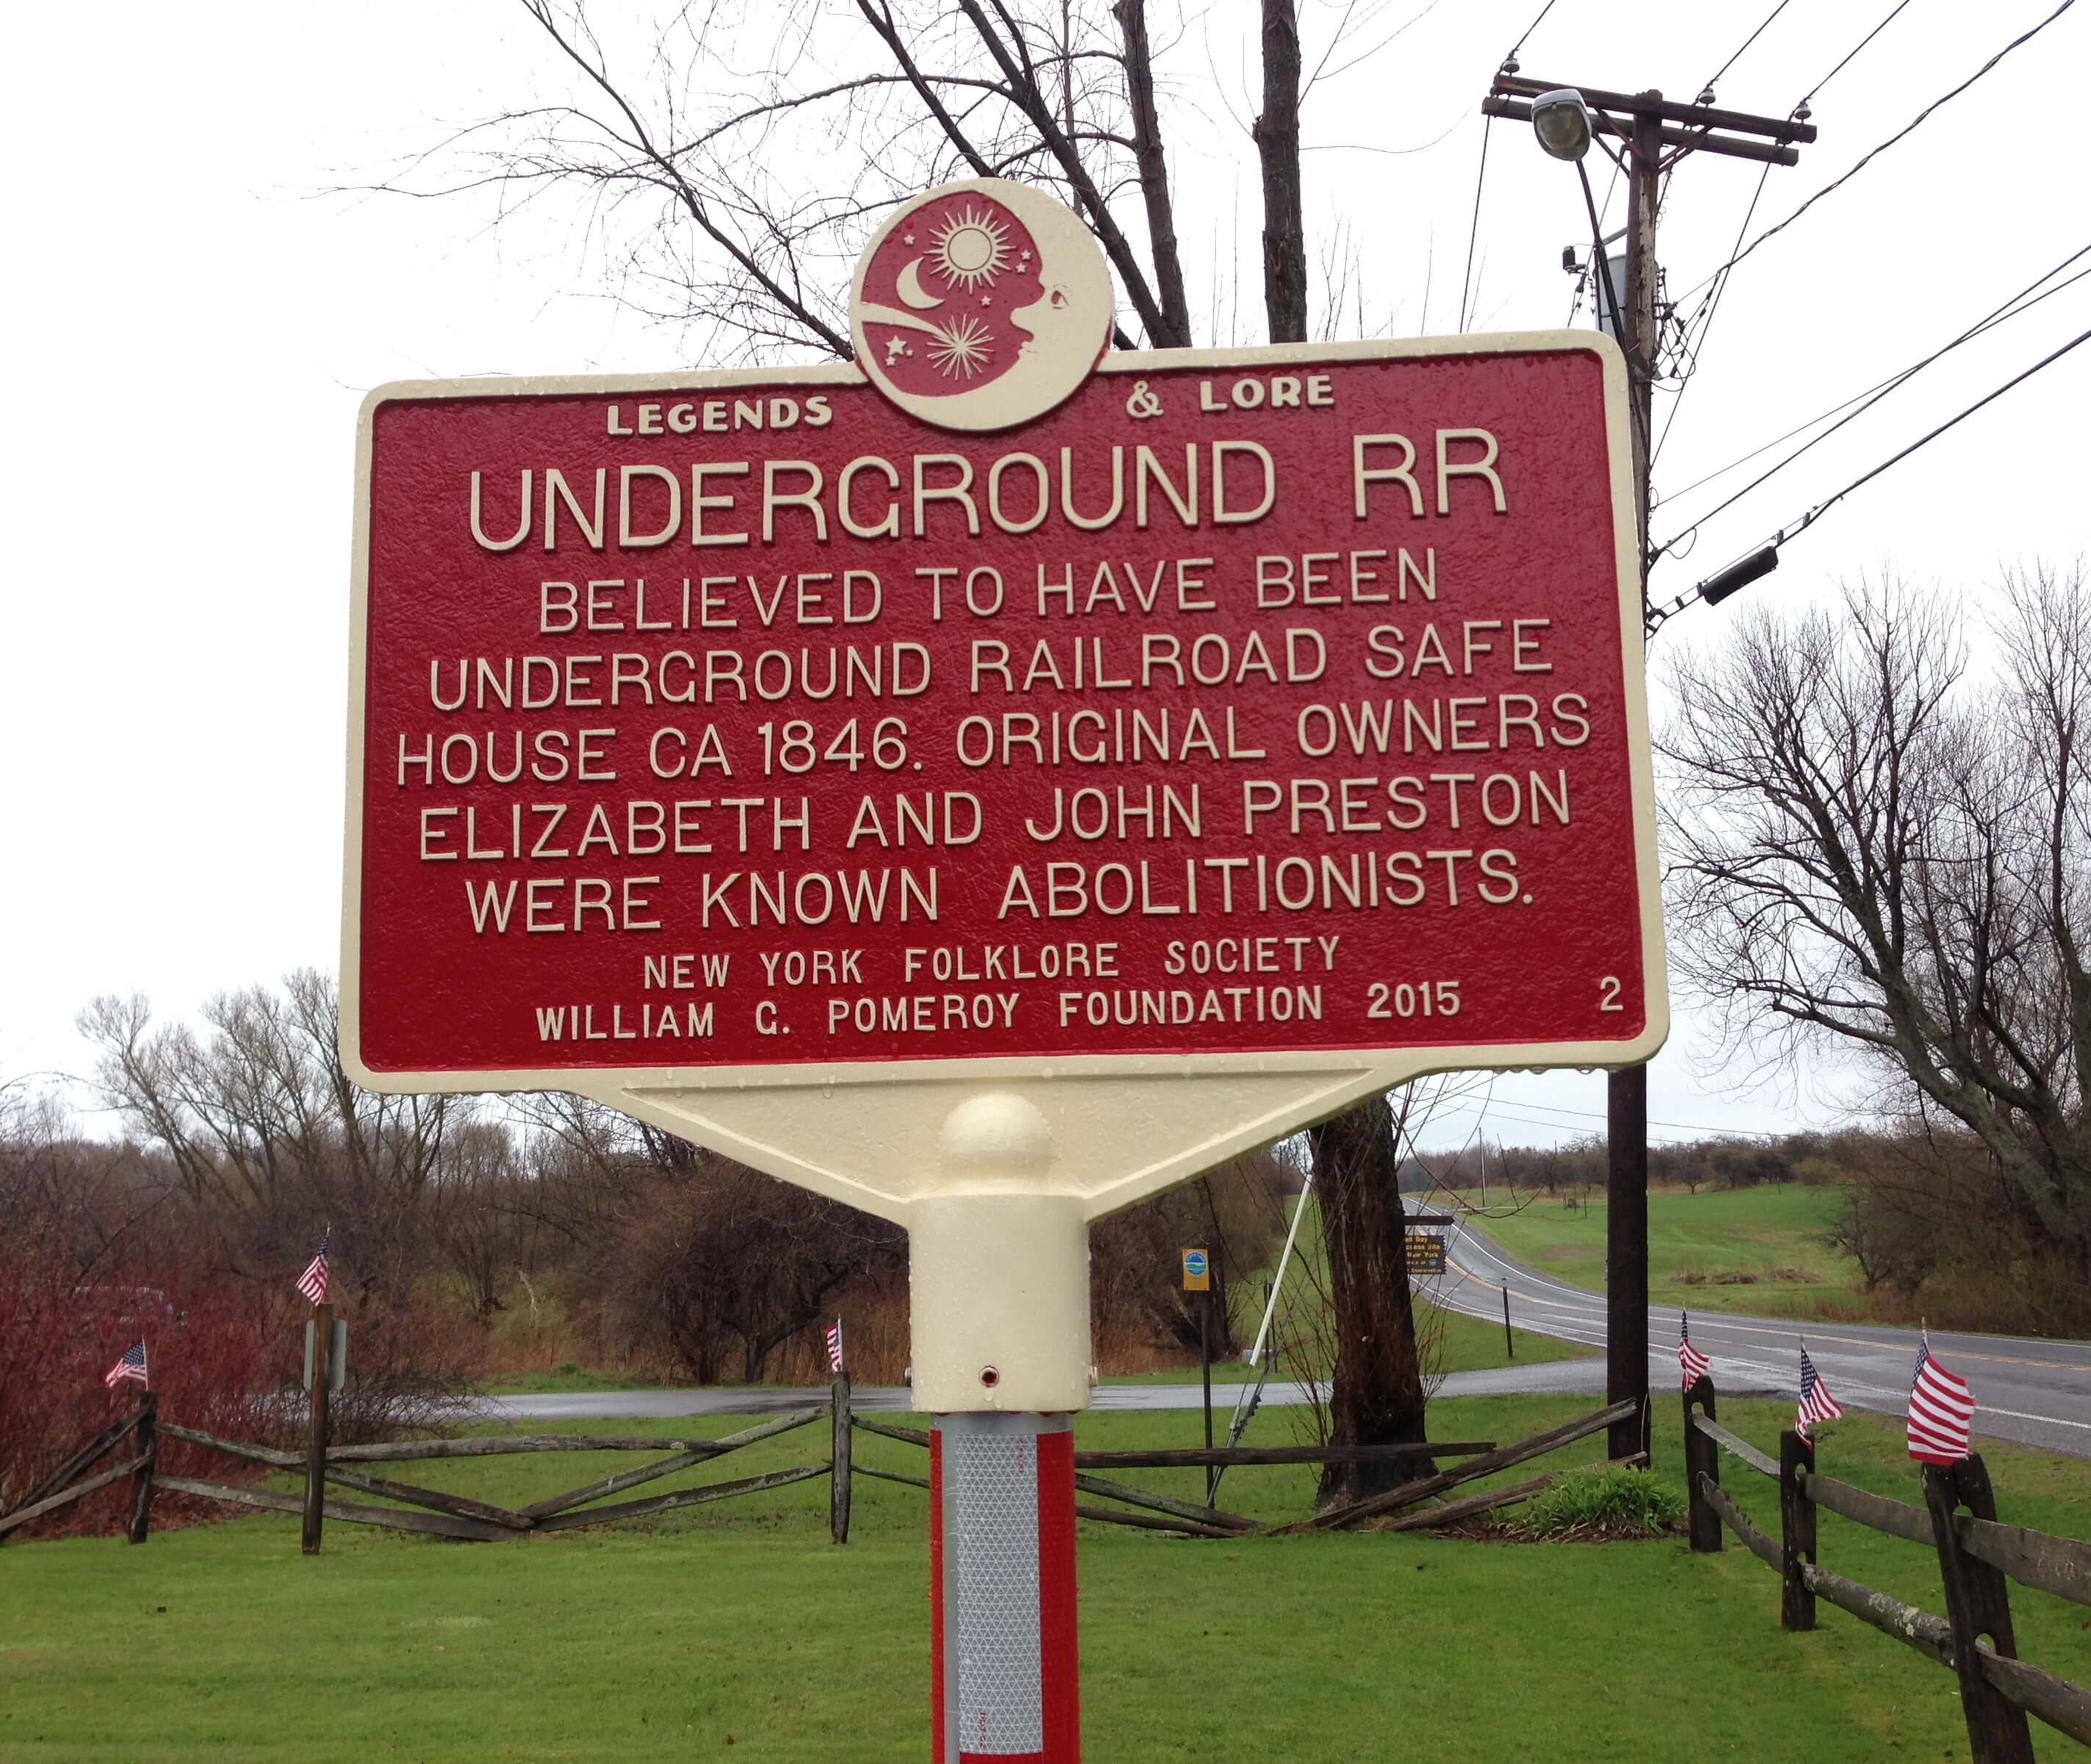 LEGENDS & LORE
UNDERGROUND RR
BELIEVED TO HAVE BEEN
UNDERGROUND RAILROAD SAFE
HOUSE CA 1846. ORIGINAL OWNERS
ELIZABETH AND JOHN PRESTON
WERE KNOWN ABOLITIONISTS.
NEW YORK FOLKLORE SOCIETY
WILLIAM G. POMEROY FOUNDATION 2015 2